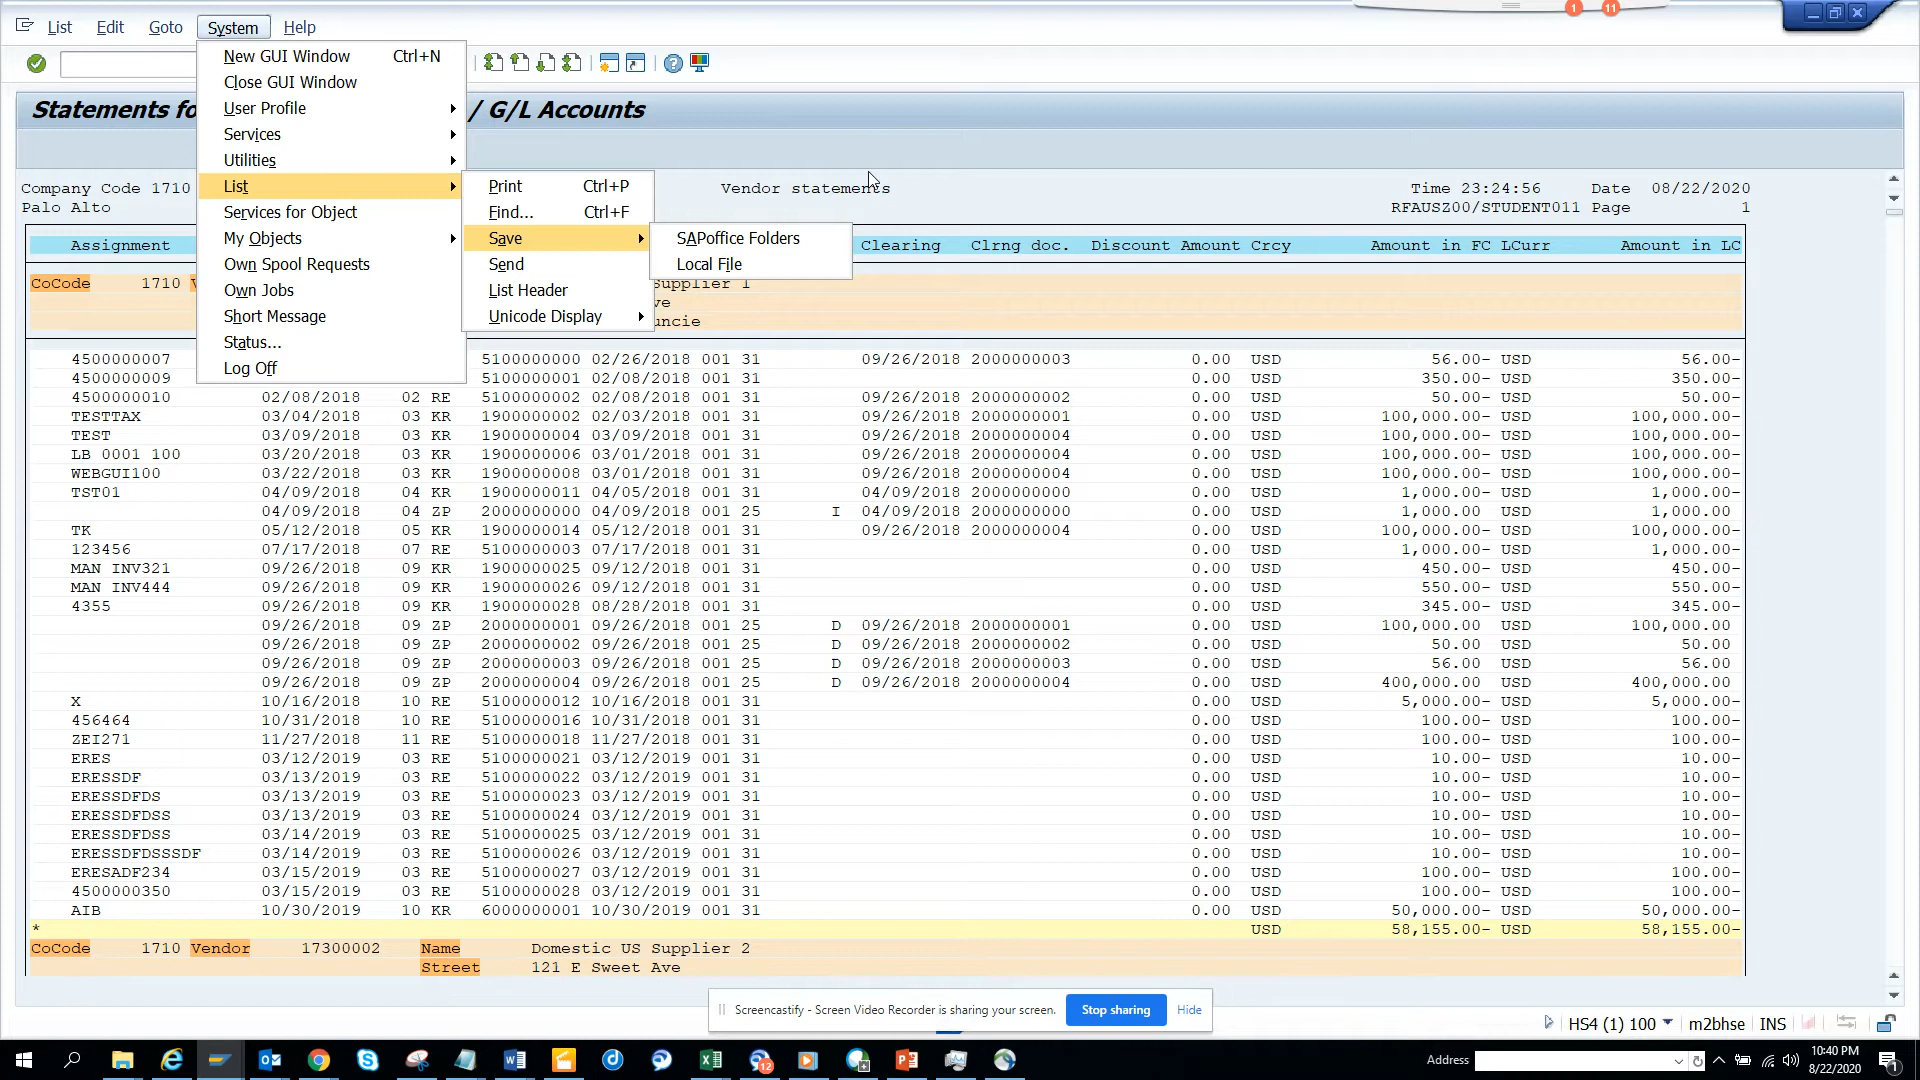 List Edit Goto System Help
New GUI Window Ctrl+N
Close GUI Window
User Profile
Services
Utilities
List
Services for Object
My Objects
Own Spool Requests
Own Jobs
Short Message
Status...
Log Off
Print Ctrl+P
Find... Ctrl+F
Save
Send
List Header
Unicode Display
SAPoffice Folders
Local File
1 11
Statements fo / G/L Accounts
Company Code 1710 Vendor statements Time 23:24:56 Date 08/22/2020
Palo Alto RFAUSZ00/STUDENT011 Page 1
Assignment Clearing Clrng doc. Discount Amount Crcy Amount in FC LCurr Amount in LC
CoCode 1710 upplier 1
ve
uncie
4500000007 5100000000 02/26/2018 001 31 09/26/2018 2000000003 0.00 USD 56.00- USD 56.00-
4500000009 5100000001 02/08/2018 001 31 0.00 USD 350.00- USD 350.00-
4500000010 02/08/2018 02 RE 5100000002 02/08/2018 001 31 09/26/2018 2000000002 0.00 USD 50.00- USD 50.00-
TESTTAX 03/04/2018 03 KR 1900000002 02/03/2018 001 31 09/26/2018 2000000001 0.00 USD 100,000.00- USD 100,000.00-
TEST 03/09/2018 03 KR 1900000004 03/09/2018 001 31 09/26/2018 2000000004 0.00 USD 100,000.00- USD 100,000.00-
LB 0001 100 03/20/2018 03 KR 1900000006 03/01/2018 001 31 09/26/2018 2000000004 0.00 USD 100,000.00- USD 100,000.00-
WEBGUI100 03/22/2018 03 KR 1900000008 03/01/2018 001 31 09/26/2018 2000000004 0.00 USD 100,000.00- USD 100,000.00-
TST01 04/09/2018 04 KR 1900000011 04/05/2018 001 31 04/09/2018 2000000000 0.00 USD 1,000.00- USD 1,000.00-
04/09/2018 04 ZP 2000000000 04/09/2018 001 25 I 04/09/2018 2000000000 0.00 USD 1,000.00 USD 1,000.00
TK 05/12/2018 05 KR 1900000014 05/12/2018 001 31 09/26/2018 2000000004 0.00 USD 100,000.00- USD 100,000.00-
123456 07/17/2018 07 RE 5100000003 07/17/2018 001 31 0.00 USD 1,000.00- USD 1,000.00-
MAN INV321 09/26/2018 09 KR 1900000025 09/12/2018 001 31 0.00 USD 450.00- USD 450.00-
MAN INV444 09/26/2018 09 KR 1900000026 09/12/2018 001 31 0.00 USD 550.00- USD 550.00-
4355 09/26/2018 09 KR 1900000028 08/28/2018 001 31 0.00 USD 345.00- USD 345.00-
09/26/2018 09 ZP 2000000001 09/26/2018 001 25 D 09/26/2018 2000000001 0.00 USD 100,000.00 USD 100,000.00
09/26/2018 09 ZP 2000000002 09/26/2018 001 25 D 09/26/2018 2000000002 0.00 USD 50.00 USD 50.00
09/26/2018 09 ZP 2000000003 09/26/2018 001 25 D 09/26/2018 2000000003 0.00 USD 56.00 USD 56.00
09/26/2018 09 ZP 2000000004 09/26/2018 001 25 D 09/26/2018 2000000004 0.00 USD 400,000.00 USD 400,000.00
X 10/16/2018 10 RE 5100000012 10/16/2018 001 31 0.00 USD 5,000.00- USD 5,000.00-
456464 10/31/2018 10 RE 5100000016 10/31/2018 001 31 0.00 USD 100.00- USD 100.00-
ZEI271 11/27/2018 11 RE 5100000018 11/27/2018 001 31 0.00 USD 100.00- USD 100.00-
ERES 03/12/2019 03 RE 5100000021 03/12/2019 001 31 0.00 USD 10.00- USD 10.00-
ERESSDF 03/13/2019 03 RE 5100000022 03/12/2019 001 31 0.00 USD 10.00- USD 10.00-
ERESSDFDS 03/13/2019 03 RE 5100000023 03/12/2019 001 31 0.00 USD 10.00- USD 10.00-
ERESSDFDSS 03/13/2019 03 RE 5100000024 03/12/2019 001 31 0.00 USD 10.00- USD 10.00-
ERESSDFDSS 03/14/2019 03 RE 5100000025 03/12/2019 001 31 0.00 USD 10.00- USD 10.00-
ERESSDFDSSSDF 03/14/2019 03 RE 5100000026 03/12/2019 001 31 0.00 USD 10.00- USD 10.00-
ERESADF234 03/15/2019 03 RE 5100000027 03/12/2019 001 31 0.00 USD 100.00- USD 100.00-
4500000350 03/15/2019 03 RE 5100000028 03/12/2019 001 31 0.00 USD 100.00- USD 100.00-
AIB 10/30/2019 10 KR 6000000001 10/30/2019 001 31 0.00 USD 50,000.00- USD 50,000.00-
* USD 58,155.00- USD 58,155.00-
CoCode 1710 Vendor 17300002 Name Domestic US Supplier 2
Street 121 E Sweet Ave
Screencastify - Screen Video Recorder is sharing your screen. Stop sharing Hide
HS4 (1) 100 m2bhse INS
Address 10:40 PM
8/22/2020
12
1